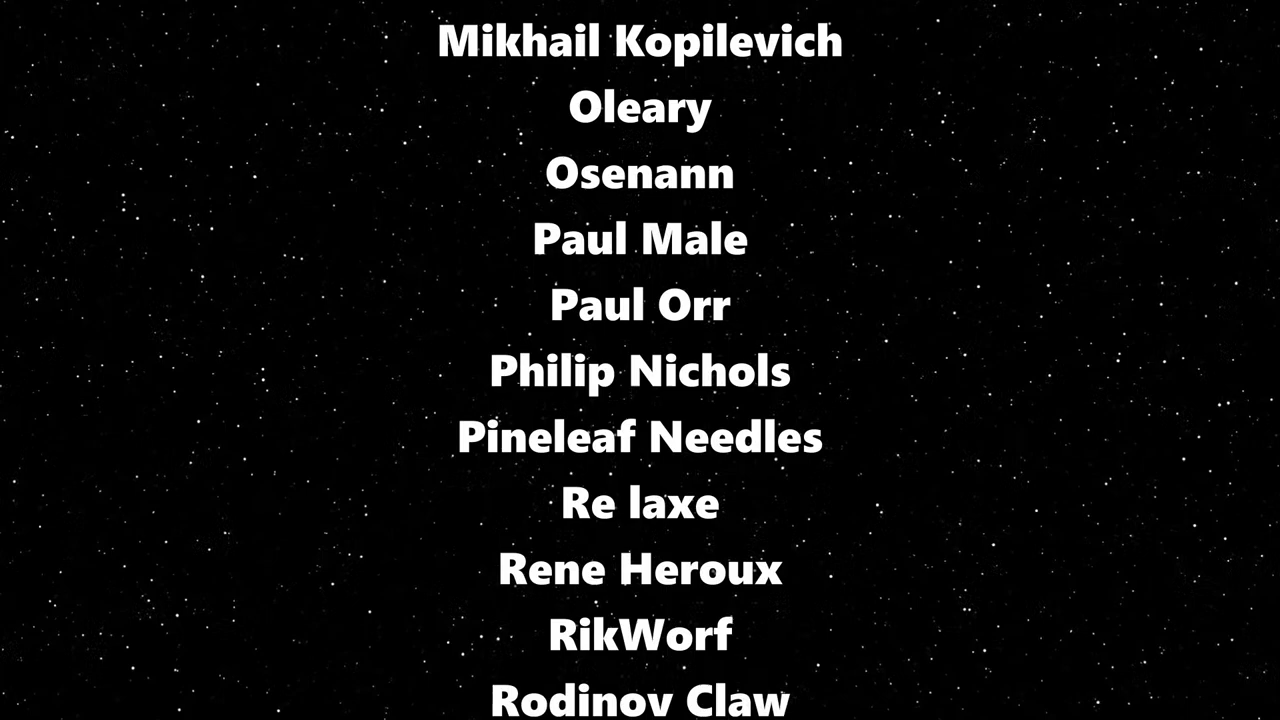 Mikhail Kopilevich
Oleary
Osenann
Paul Male
Paul Orr
Philip Nichols
Pineleaf Needles
Re laxe
Rene Heroux
RikWorf
Rodinov Claw